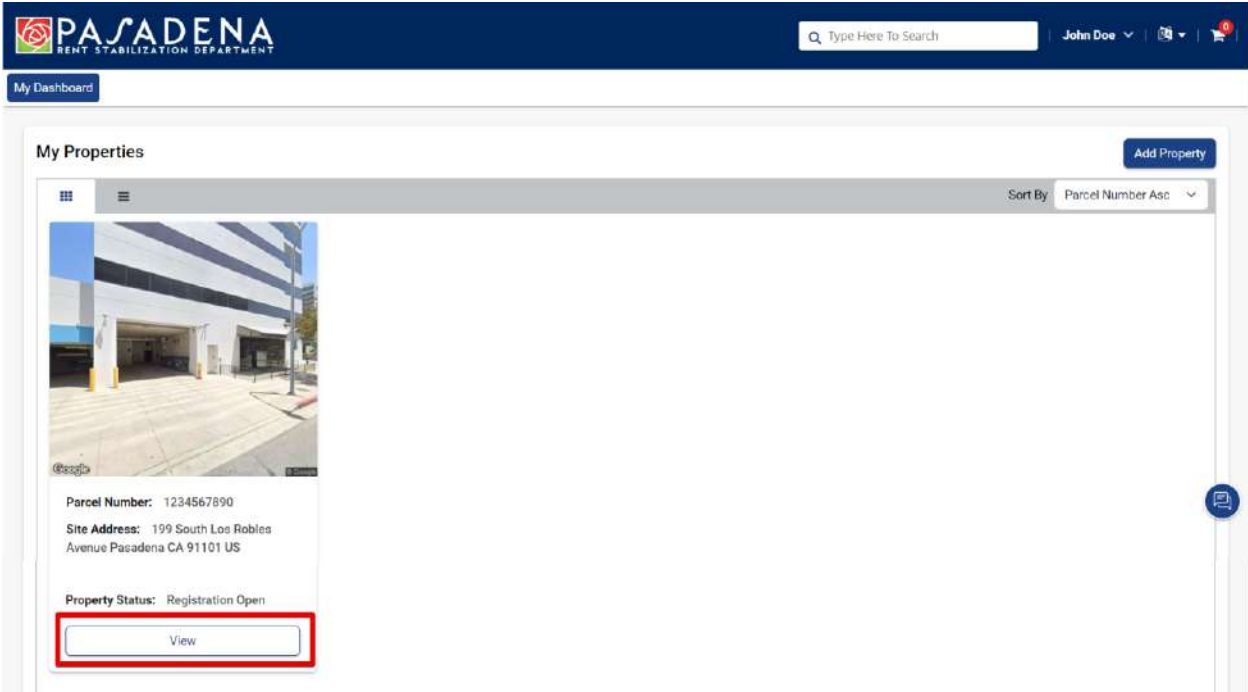 PASADENA
RENT STABILIZATION DEPARTMENT
Type Here To Search
John Doe
0
My Dashboard
My Properties
Add Property
Sort By Parcel Number Asc
Google
© Google
Parcel Number: 1234567890
Site Address: 199 South Los Robles
Avenue Pasadena CA 91101 US
Property Status: Registration Open
View